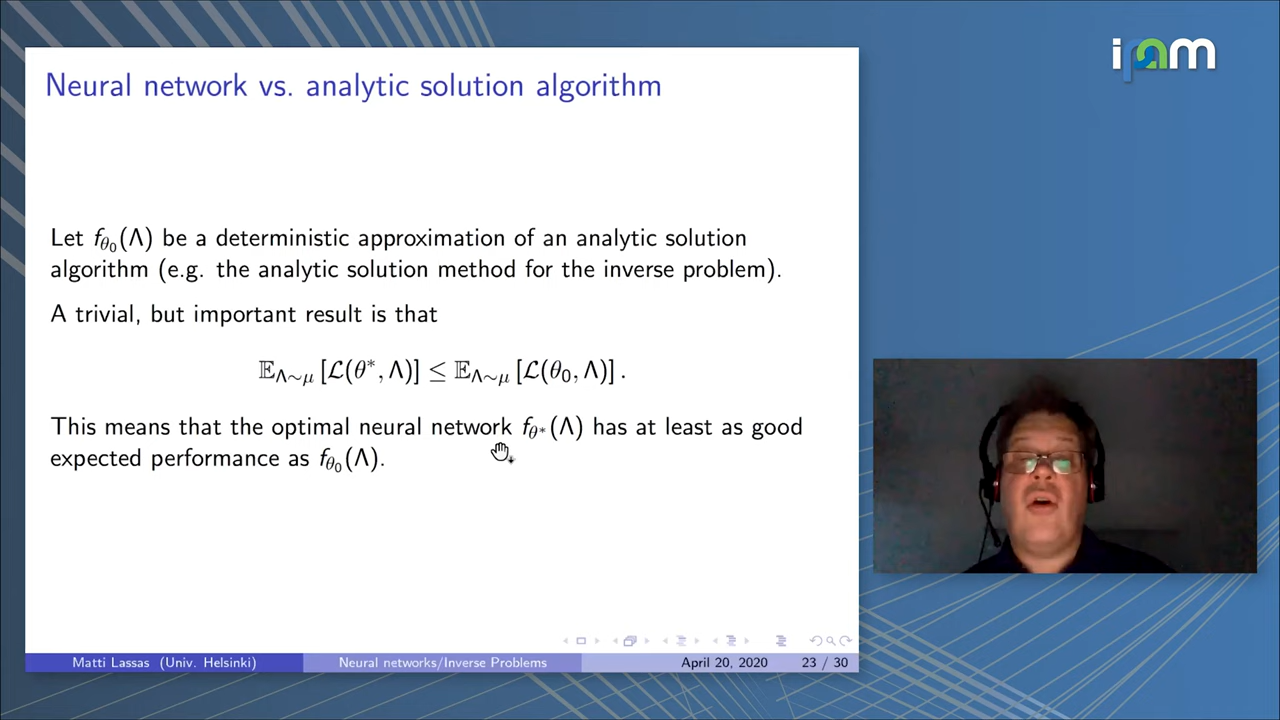 ipam
Neural network vs. analytic solution algorithm
Let f_{θ_0}(Λ) be a deterministic approximation of an analytic solution
algorithm (e.g. the analytic solution method for the inverse problem).
A trivial, but important result is that
𝔼_{Λ∼μ} [ℒ(θ*, Λ)] ≤ 𝔼_{Λ∼μ} [ℒ(θ_0, Λ)] .
This means that the optimal neural network f_{θ*}(Λ) has at least as good
expected performance as f_{θ_0}(Λ).
Matti Lassas (Univ. Helsinki) Neural networks/Inverse Problems April 20, 2020 23 / 30